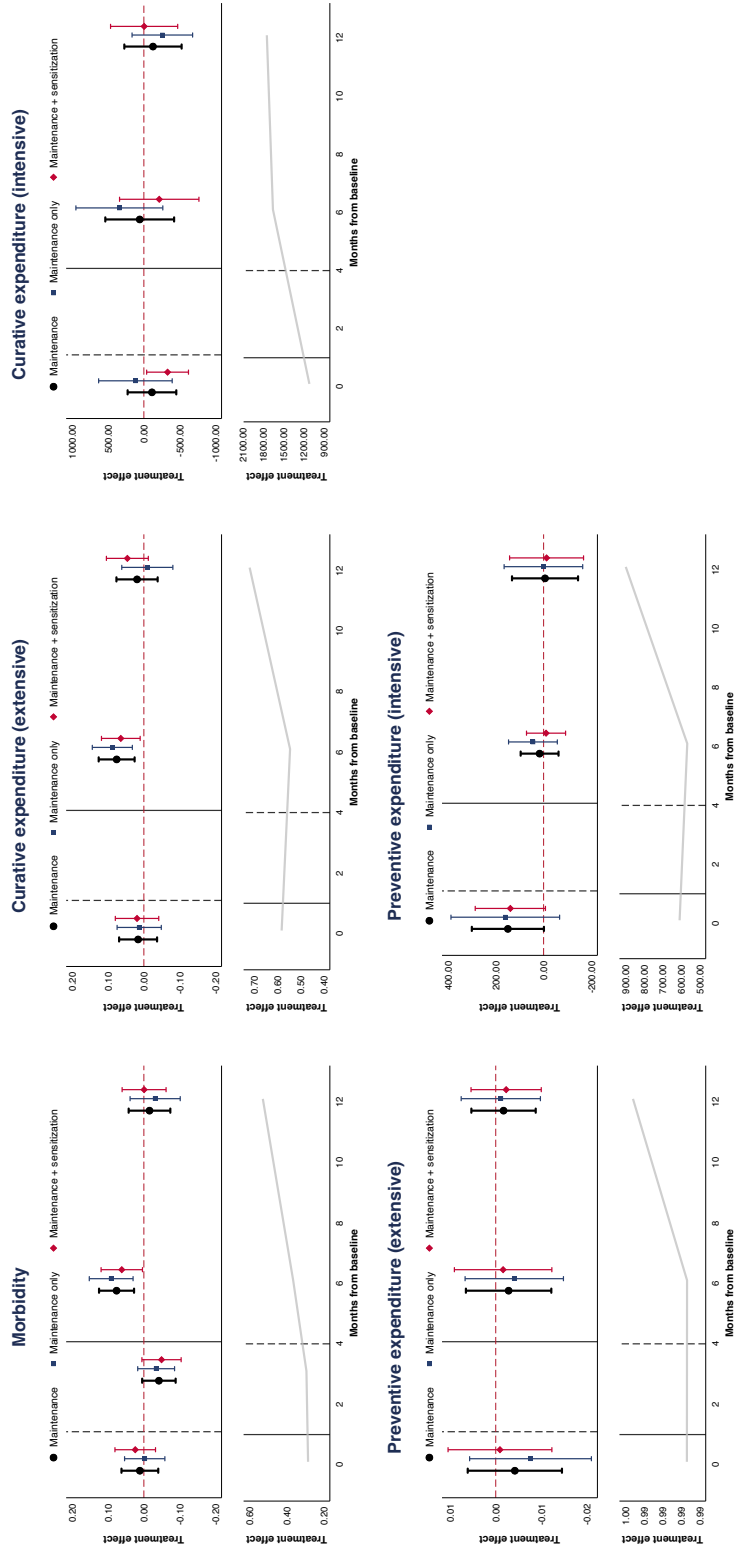 Morbidity
Maintenance Maintenance only Maintenance + sensitization
Treatment effect
0.20
0.10
0.00
-0.10
-0.20
Treatment effect
0.60
0.40
0.20
0 2 4 6 8 10 12
Months from baseline
Curative expenditure (extensive)
Maintenance Maintenance only Maintenance + sensitization
Treatment effect
0.20
0.10
0.00
-0.10
-0.20
Treatment effect
0.70
0.60
0.50
0.40
0 2 4 6 8 10 12
Months from baseline
Curative expenditure (intensive)
Maintenance Maintenance only Maintenance + sensitization
Treatment effect
1000.00
500.00
0.00
-500.00
-1000.00
Treatment effect
2100.00
1800.00
1500.00
1200.00
900.00
0 2 4 6 8 10 12
Months from baseline
Preventive expenditure (extensive)
Maintenance Maintenance only Maintenance + sensitization
Treatment effect
0.01
0.00
-0.01
-0.02
Treatment effect
1.00
0.99
0.99
0.99
0.99
0 2 4 6 8 10 12
Months from baseline
Preventive expenditure (intensive)
Maintenance Maintenance only Maintenance + sensitization
Treatment effect
400.00
200.00
0.00
-200.00
Treatment effect
900.00
800.00
700.00
600.00
500.00
0 2 4 6 8 10 12
Months from baseline